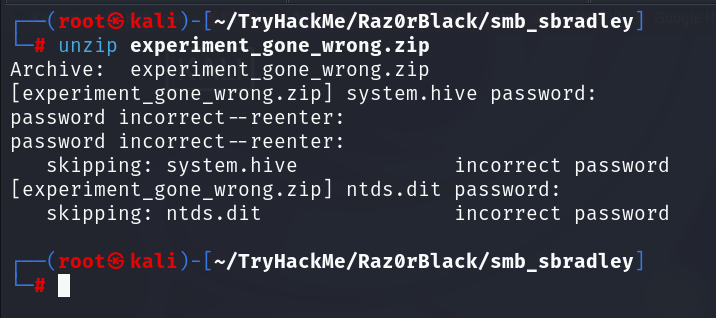 ┌──(root㉿kali)-[~/TryHackMe/Raz0rBlack/smb_sbradley]
└─# unzip experiment_gone_wrong.zip
Archive:  experiment_gone_wrong.zip
[experiment_gone_wrong.zip] system.hive password:
password incorrect--reenter:
password incorrect--reenter:
   skipping: system.hive             incorrect password
[experiment_gone_wrong.zip] ntds.dit password:
   skipping: ntds.dit                incorrect password
┌──(root㉿kali)-[~/TryHackMe/Raz0rBlack/smb_sbradley]
└─#